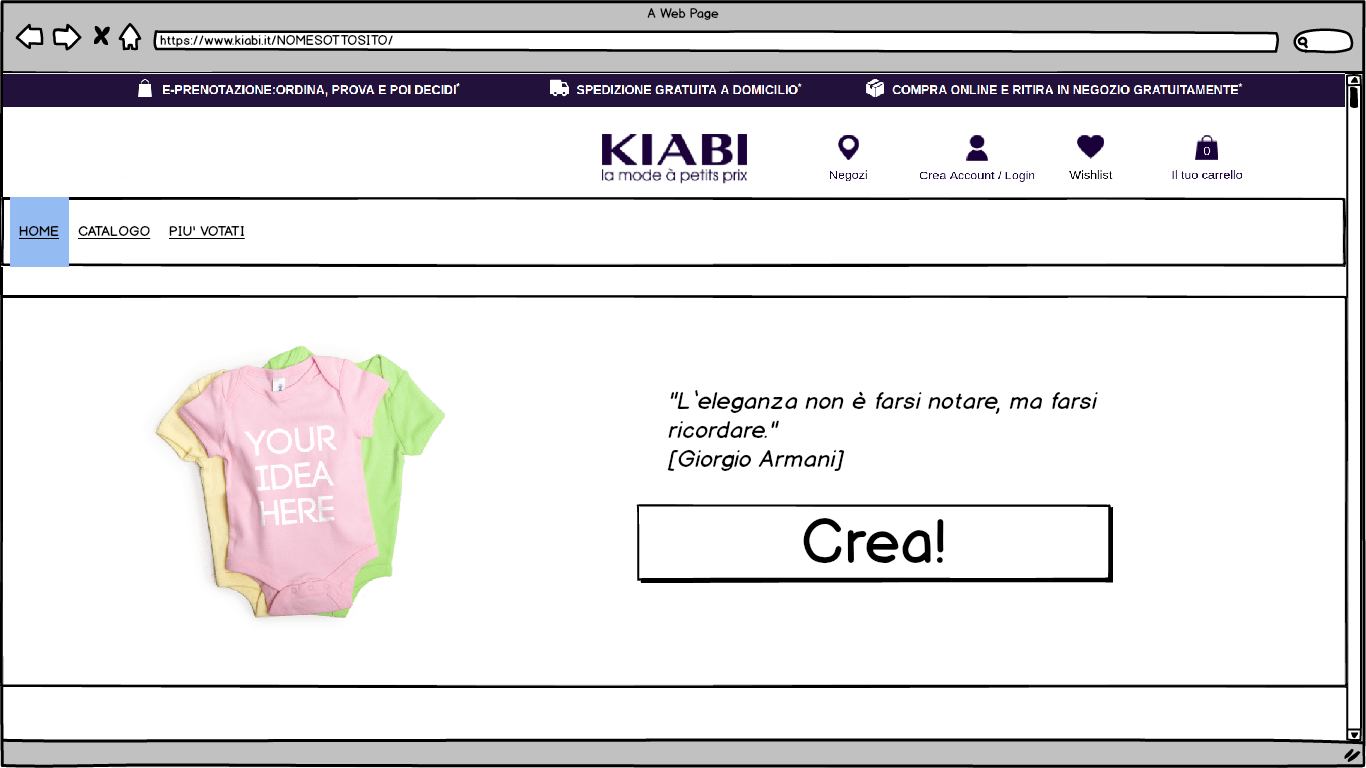 A Web Page
https://www.kiabi.it/NOMESOTTOSITO/
E-PRENOTAZIONE:ORDINA, PROVA E POI DECIDI*
SPEDIZIONE GRATUITA A DOMICILIO*
COMPRA ONLINE E RITIRA IN NEGOZIO GRATUITAMENTE*
KIABI
la mode à petits prix
Negozi
Crea Account / Login
Wishlist
0
Il tuo carrello
HOME
CATALOGO
PIU' VOTATI
YOUR
IDEA
HERE
"L`eleganza non è farsi notare, ma farsi
ricordare."
[Giorgio Armani]
Crea!